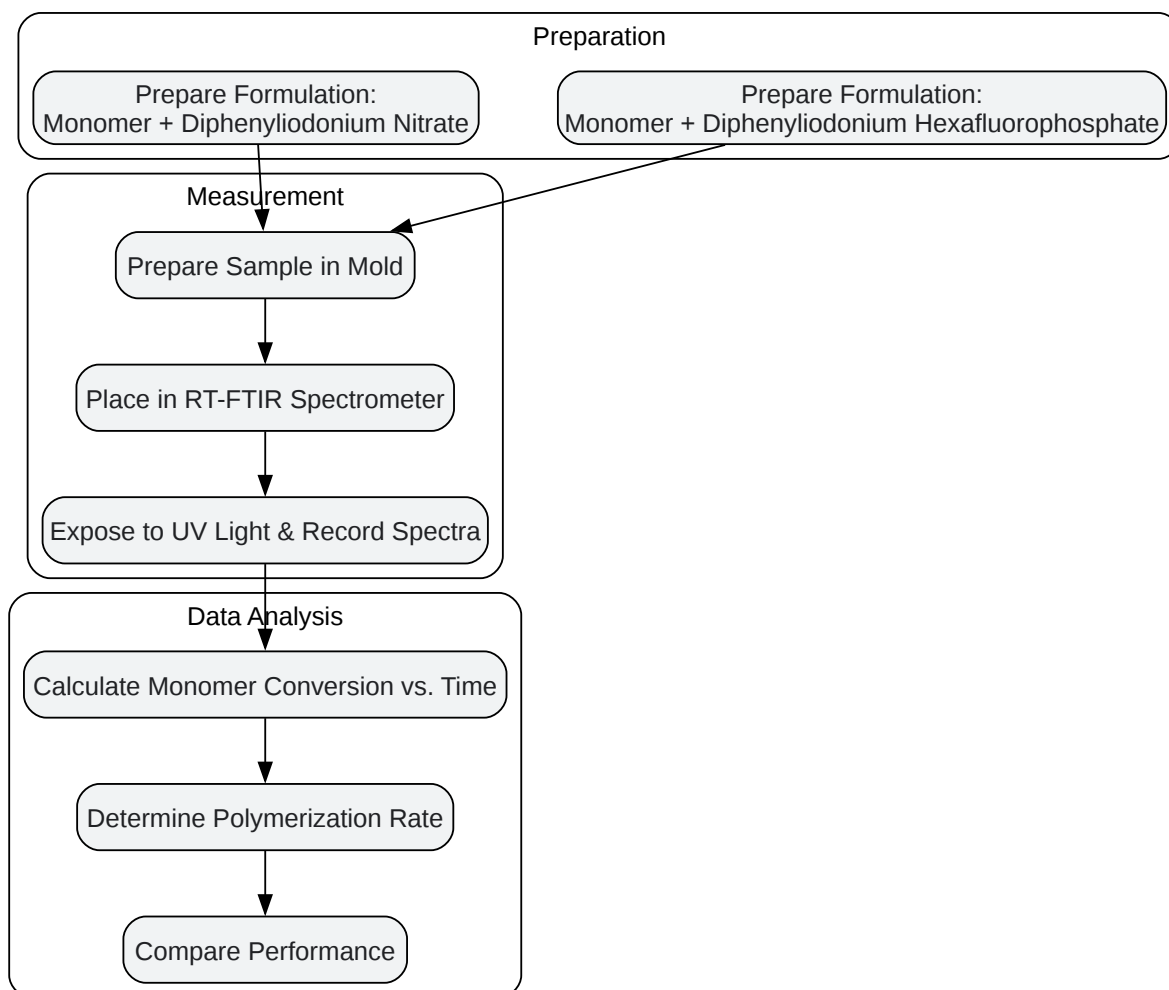 Preparation
Prepare Formulation:
Monomer + Diphenyliodonium Nitrate
Prepare Formulation:
Monomer + Diphenyliodonium Hexafluorophosphate
Measurement
Prepare Sample in Mold
Place in RT-FTIR Spectrometer
Expose to UV Light & Record Spectra
Data Analysis
Calculate Monomer Conversion vs. Time
Determine Polymerization Rate
Compare Performance